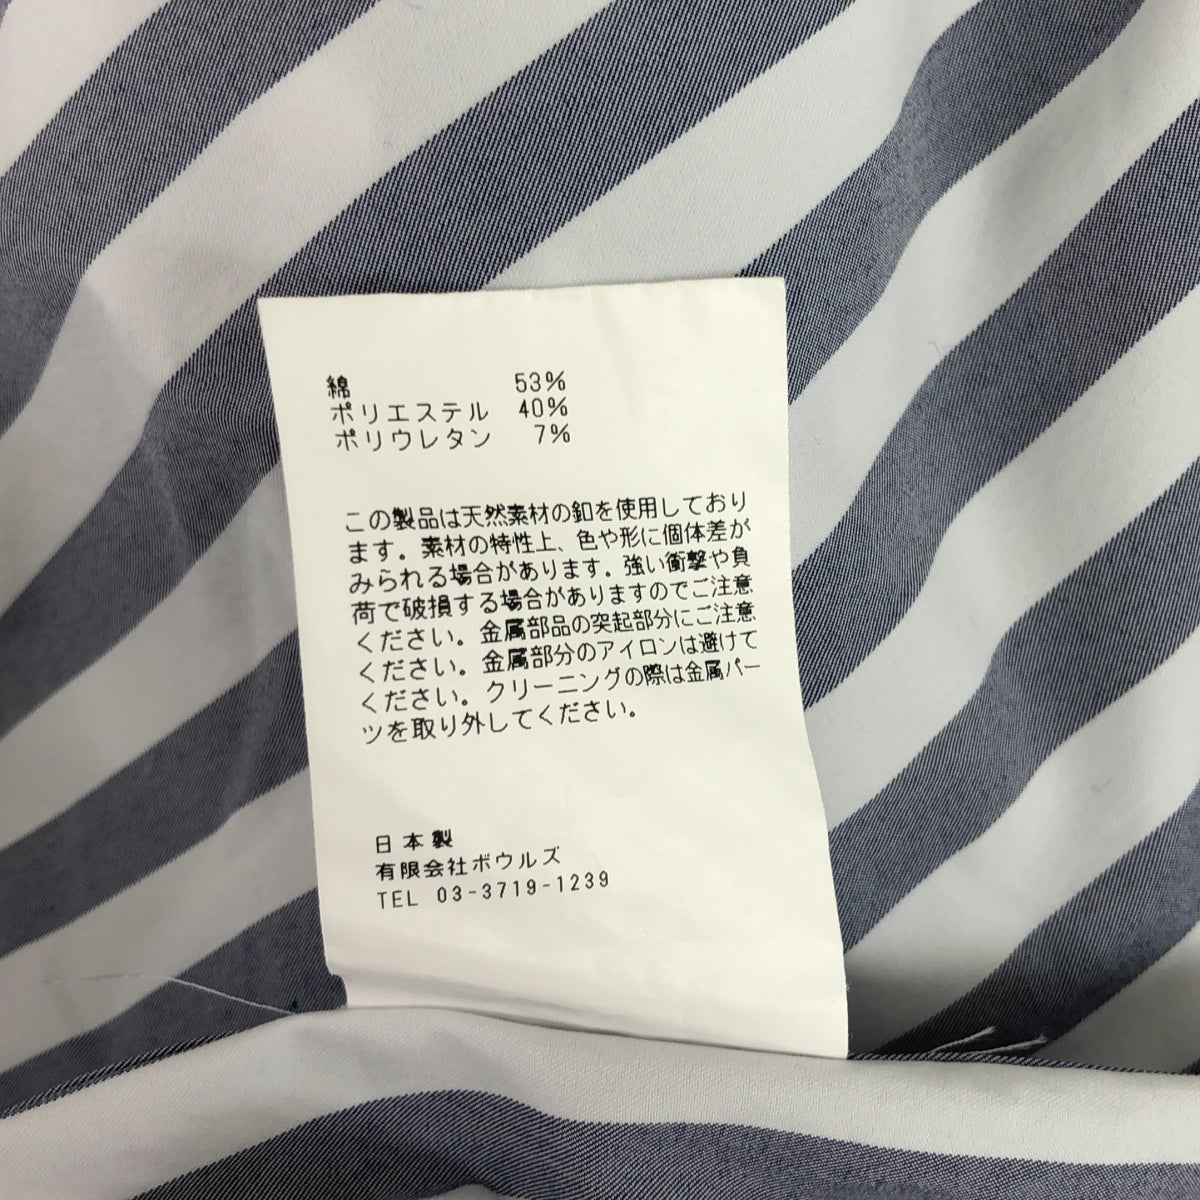 綿 53%
ポリエステル 40%
ポリウレタン 7%
この製品は天然素材の釦を使用しており
ます。素材の特性上、色や形に個体差が
みられる場合があります。強い衝撃や負
荷で破損する場合がありますのでご注意
ください。金属部品の突起部分にご注意
ください。金属部分のアイロンは避けて
ください。クリーニングの際は金属パー
ツを取り外してください。
日本製
有限会社ボウルズ
TEL 03-3719-1239